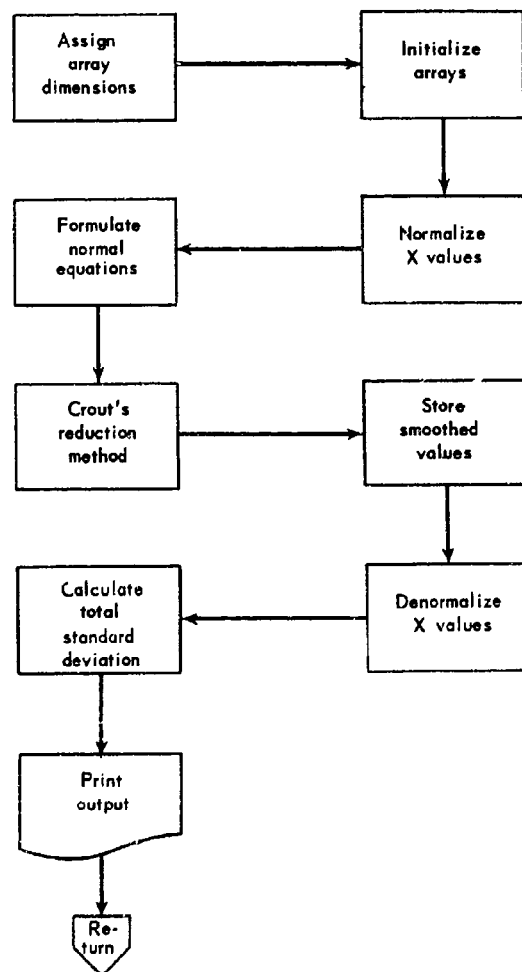 Assign
array
dimensions
Initialize
arrays
Normalize
X values
Formulate
normal
equations
Crout's
reduction
method
Store
smoothed
values
Denormalize
X values
Calculate
total
standard
deviation
Print
output
Re-
turn